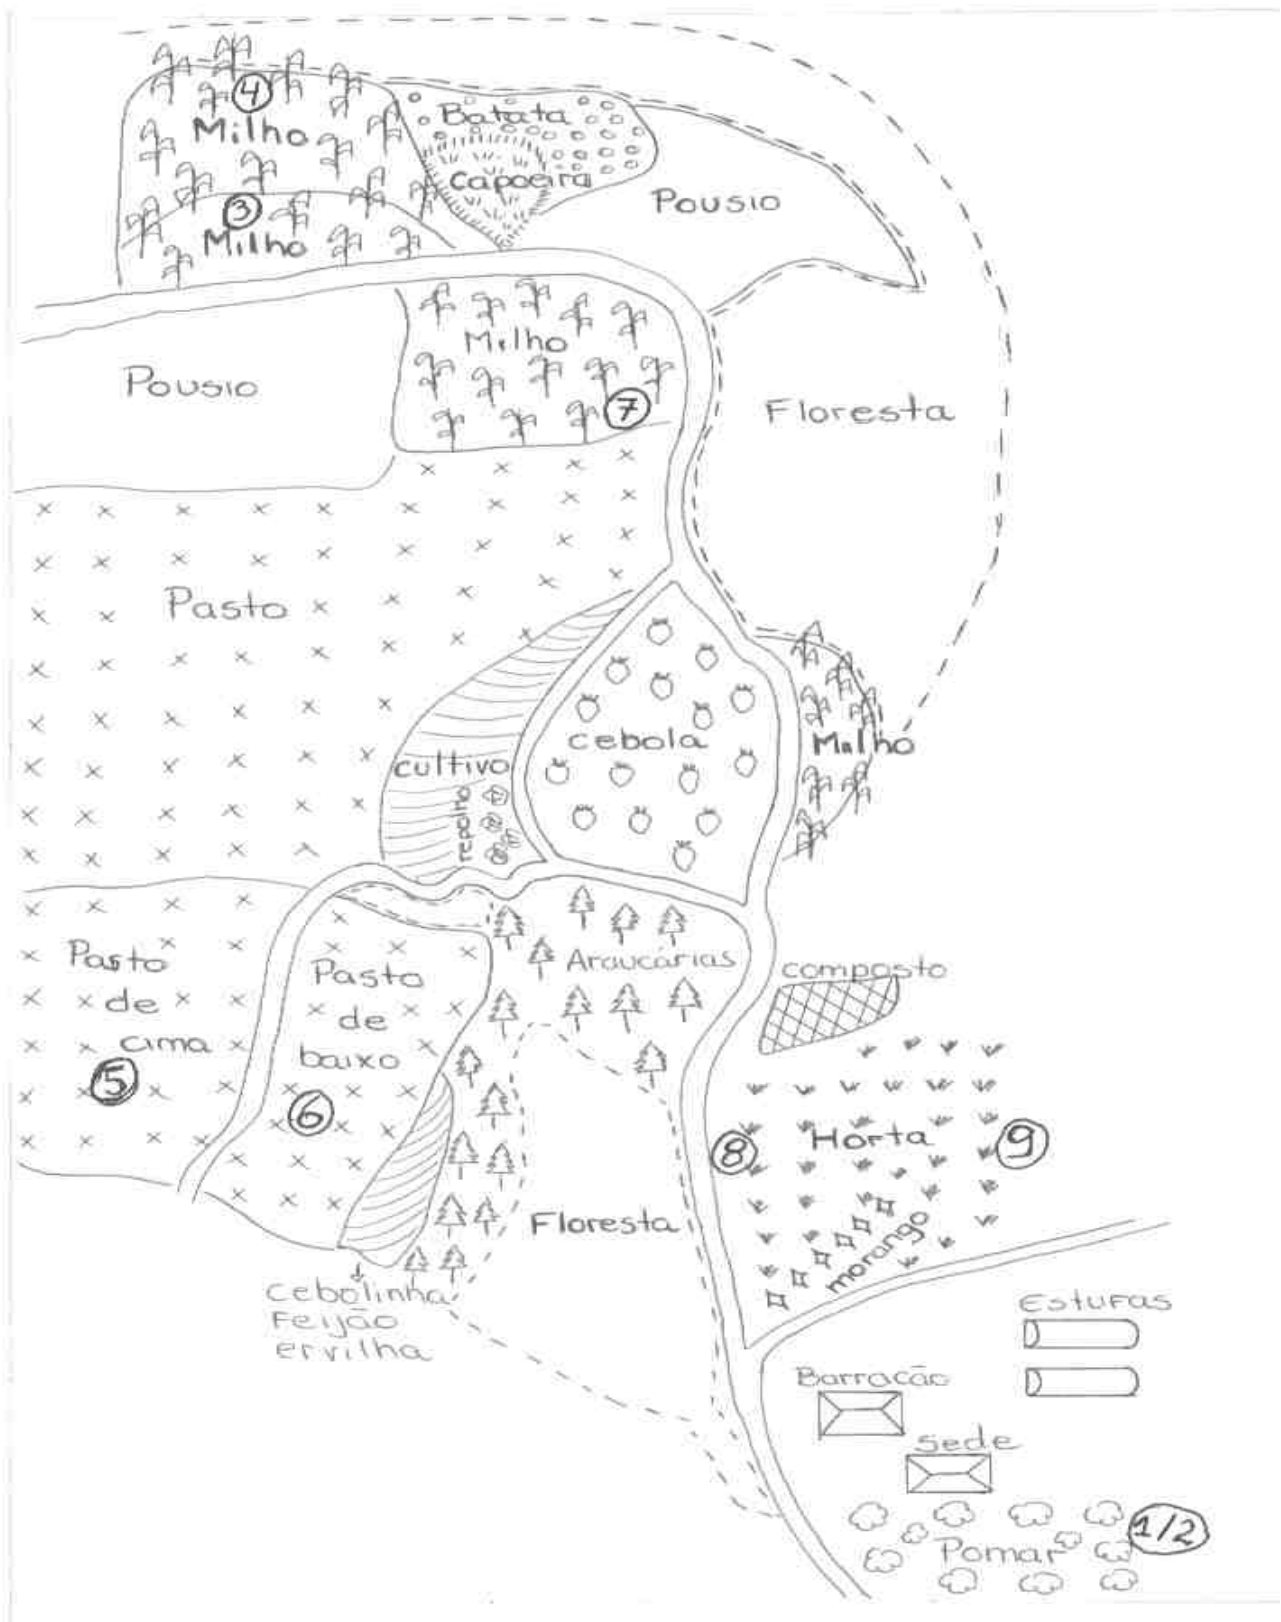 4
Milho
Batata
Capoeira
3
Milho
Pousio
Milho
7
Pousio
Floresta
Pasto
cebola
Milho
cultivo
repolho
Pasto
de
cima
5
Pasto
de
baixo
6
Araucárias
composto
8
Horta
9
morango
Floresta
cebolinha
Feijão
ervilha
Estufas
Barracão
Sede
Pomar
1/2